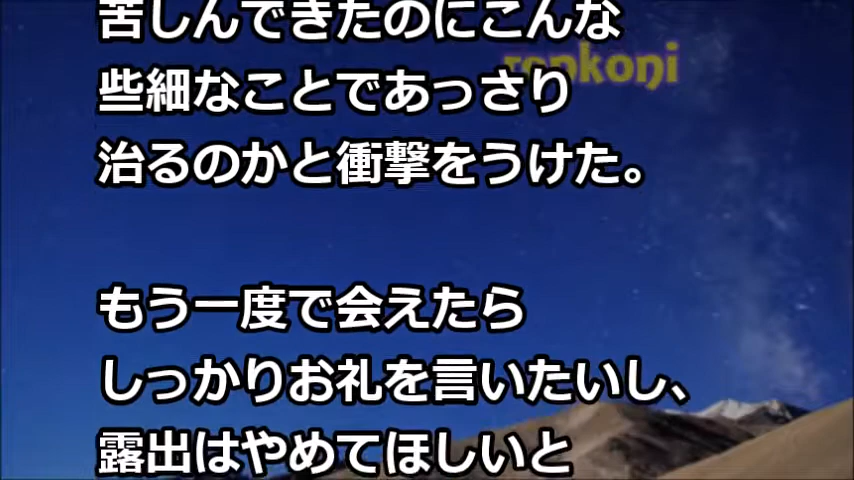 苦しんできたのにこんな
些細なことであっさり
治るのかと衝撃をうけた。
もう一度で会えたら
しっかりお礼を言いたいし、
露出はやめてほしいと